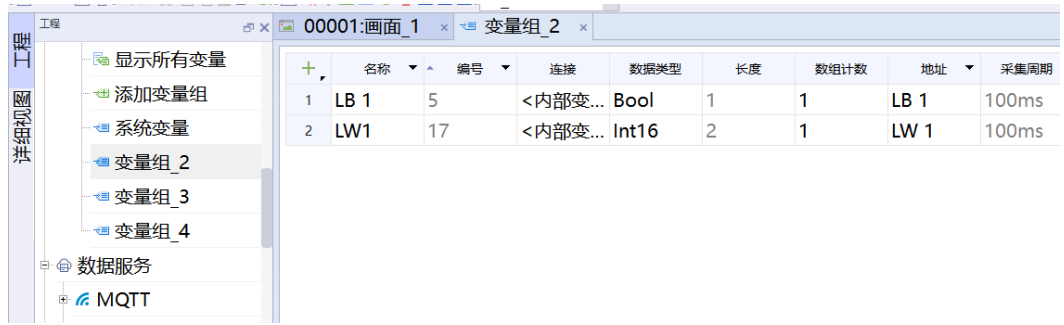 工程
00001:画面_1 ×
变量组_2 ×
工程
详细视图
显示所有变量
添加变量组
系统变量
变量组_2
变量组_3
变量组_4
数据服务
MQTT
名称 编号 连接 数据类型 长度 数组计数 地址 采集周期
1 LB 1 5 <内部变... Bool 1 1 LB 1 100ms
2 LW1 17 <内部变... Int16 2 1 LW 1 100ms